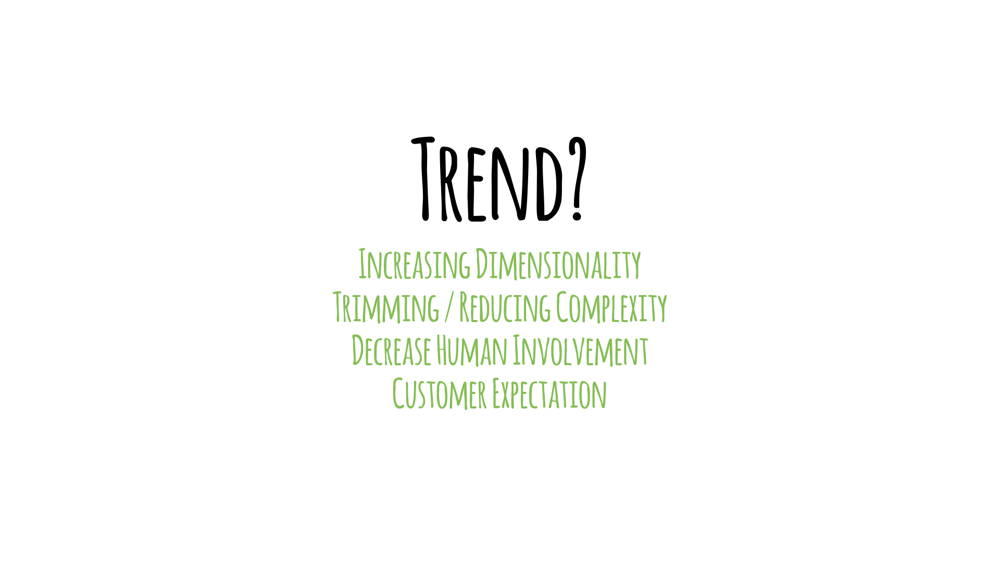 Trend?
Increasing Dimensionality
Trimming / Reducing Complexity
Decrease Human Involvement
Customer Expectation